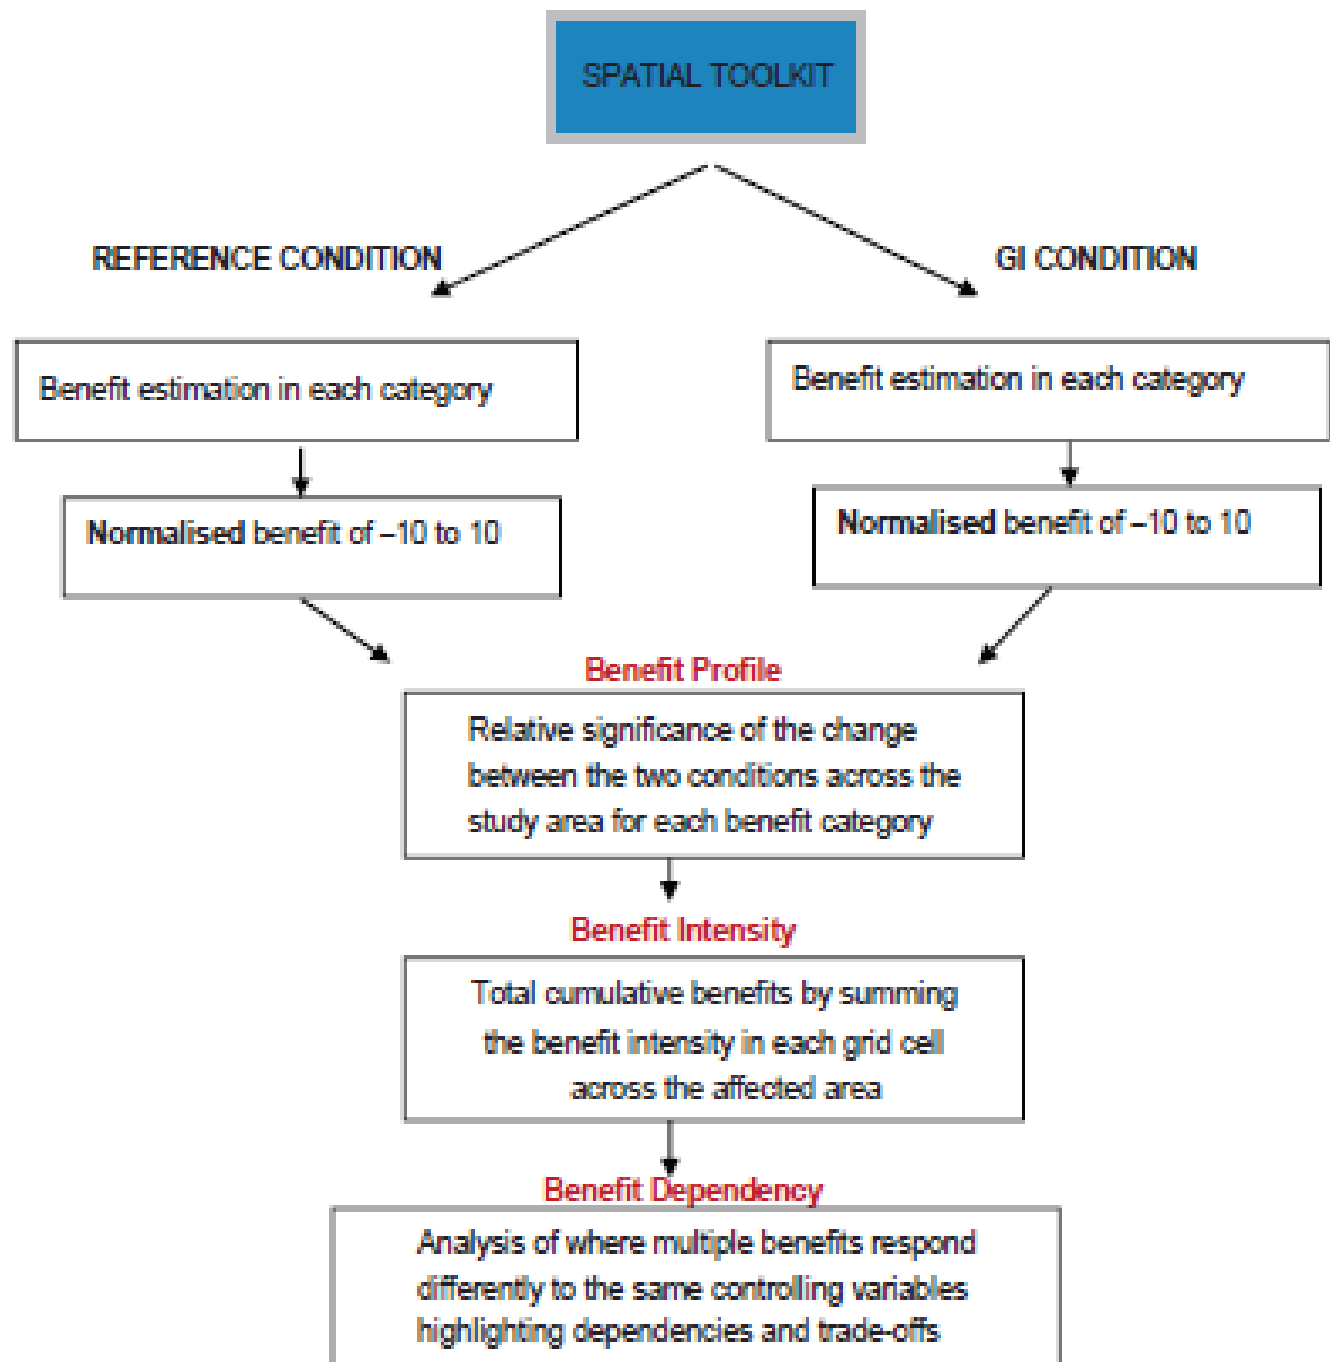 SPATIAL TOOLKIT
REFERENCE CONDITION
GI CONDITION
Benefit estimation in each category
Benefit estimation in each category
Normalised benefit of –10 to 10
Normalised benefit of –10 to 10
Benefit Profile
Relative significance of the change
between the two conditions across the
study area for each benefit category
Benefit Intensity
Total cumulative benefits by summing
the benefit intensity in each grid cell
across the affected area
Benefit Dependency
Analysis of where multiple benefits respond
differently to the same controlling variables
highlighting dependencies and trade-offs